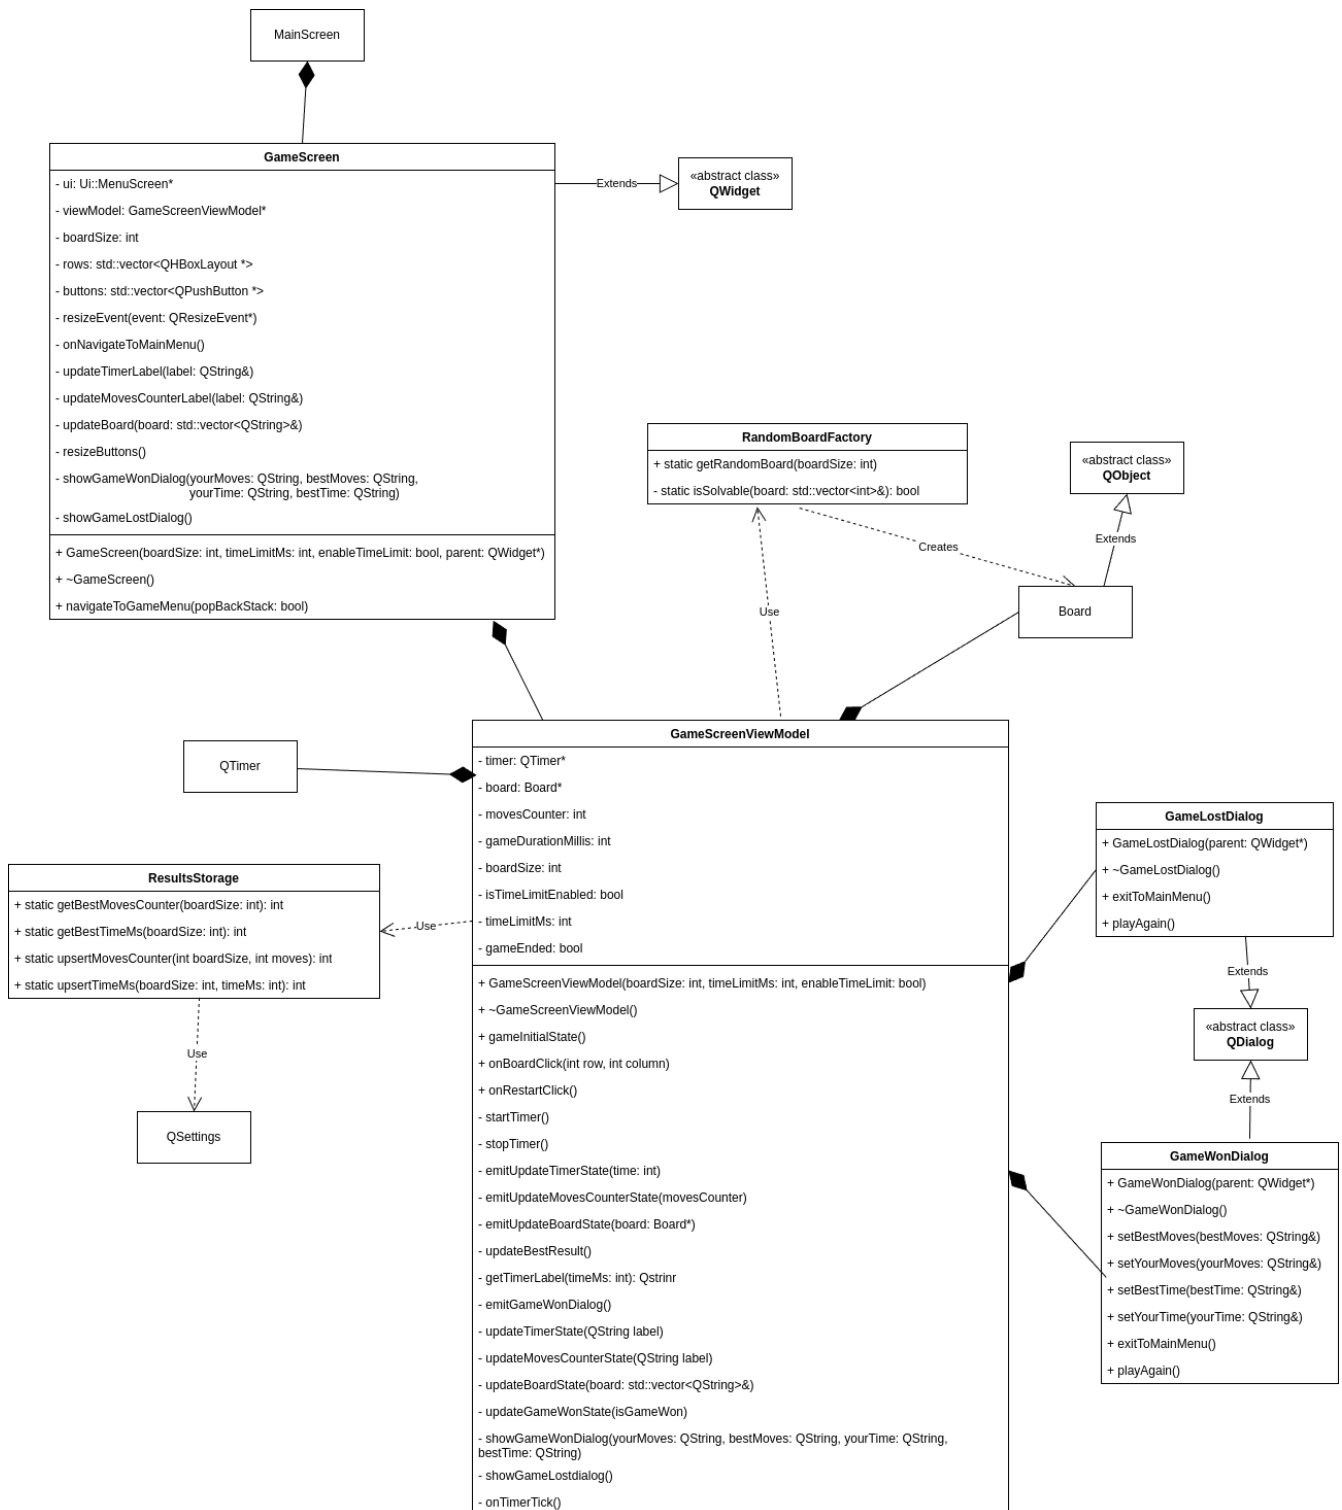 MainScreen
GameScreen
- ui: Ui::MenuScreen*
- viewModel: GameScreenViewModel*
- boardSize: int
- rows: std::vector<QHBoxLayout *>
- buttons: std::vector<QPushButton *>
- resizeEvent(event: QResizeEvent*)
- onNavigateToMainMenu()
- updateTimerLabel(label: QString&)
- updateMovesCounterLabel(label: QString&)
- updateBoard(board: std::vector<QString>&)
- resizeButtons()
- showGameWonDialog(yourMoves: QString, bestMoves: QString,
yourTime: QString, bestTime: QString)
- showGameLostDialog()
+ GameScreen(boardSize: int, timeLimitMs: int, enableTimeLimit: bool, parent: QWidget*)
+ ~GameScreen()
+ navigateToGameMenu(popBackStack: bool)
Extends
«abstract class»
QWidget
RandomBoardFactory
+ static getRandomBoard(boardSize: int)
- static isSolvable(board: std::vector<int>&): bool
«abstract class»
QObject
Extends
Creates
Board
Use
QTimer
GameScreenViewModel
- timer: QTimer*
- board: Board*
- movesCounter: int
- gameDurationMillis: int
- boardSize: int
- isTimeLimitEnabled: bool
- timeLimitMs: int
- gameEnded: bool
+ GameScreenViewModel(boardSize: int, timeLimitMs: int, enableTimeLimit: bool)
+ ~GameScreenViewModel()
+ gameInitialState()
+ onBoardClick(int row, int column)
+ onRestartClick()
- startTimer()
- stopTimer()
- emitUpdateTimerState(time: int)
- emitUpdateMovesCounterState(movesCounter)
- emitUpdateBoardState(board: Board*)
- updateBestResult()
- getTimerLabel(timeMs: int): Qstrinr
- emitGameWonDialog()
- updateTimerState(QString label)
- updateMovesCounterState(QString label)
- updateBoardState(board: std::vector<QString>&)
- updateGameWonState(isGameWon)
- showGameWonDialog(yourMoves: QString, bestMoves: QString, yourTime: QString,
bestTime: QString)
- showGameLostdialog()
- onTimerTick()
ResultsStorage
+ static getBestMovesCounter(boardSize: int): int
+ static getBestTimeMs(boardSize: int): int
+ static upsertMovesCounter(int boardSize, int moves): int
+ static upsertTimeMs(boardSize: int, timeMs: int): int
Use
Use
QSettings
GameLostDialog
+ GameLostDialog(parent: QWidget*)
+ ~GameLostDialog()
+ exitToMainMenu()
+ playAgain()
Extends
«abstract class»
QDialog
Extends
GameWonDialog
+ GameWonDialog(parent: QWidget*)
+ ~GameWonDialog()
+ setBestMoves(bestMoves: QString&)
+ setYourMoves(yourMoves: QString&)
+ setBestTime(bestTime: QString&)
+ setYourTime(yourTime: QString&)
+ exitToMainMenu()
+ playAgain()